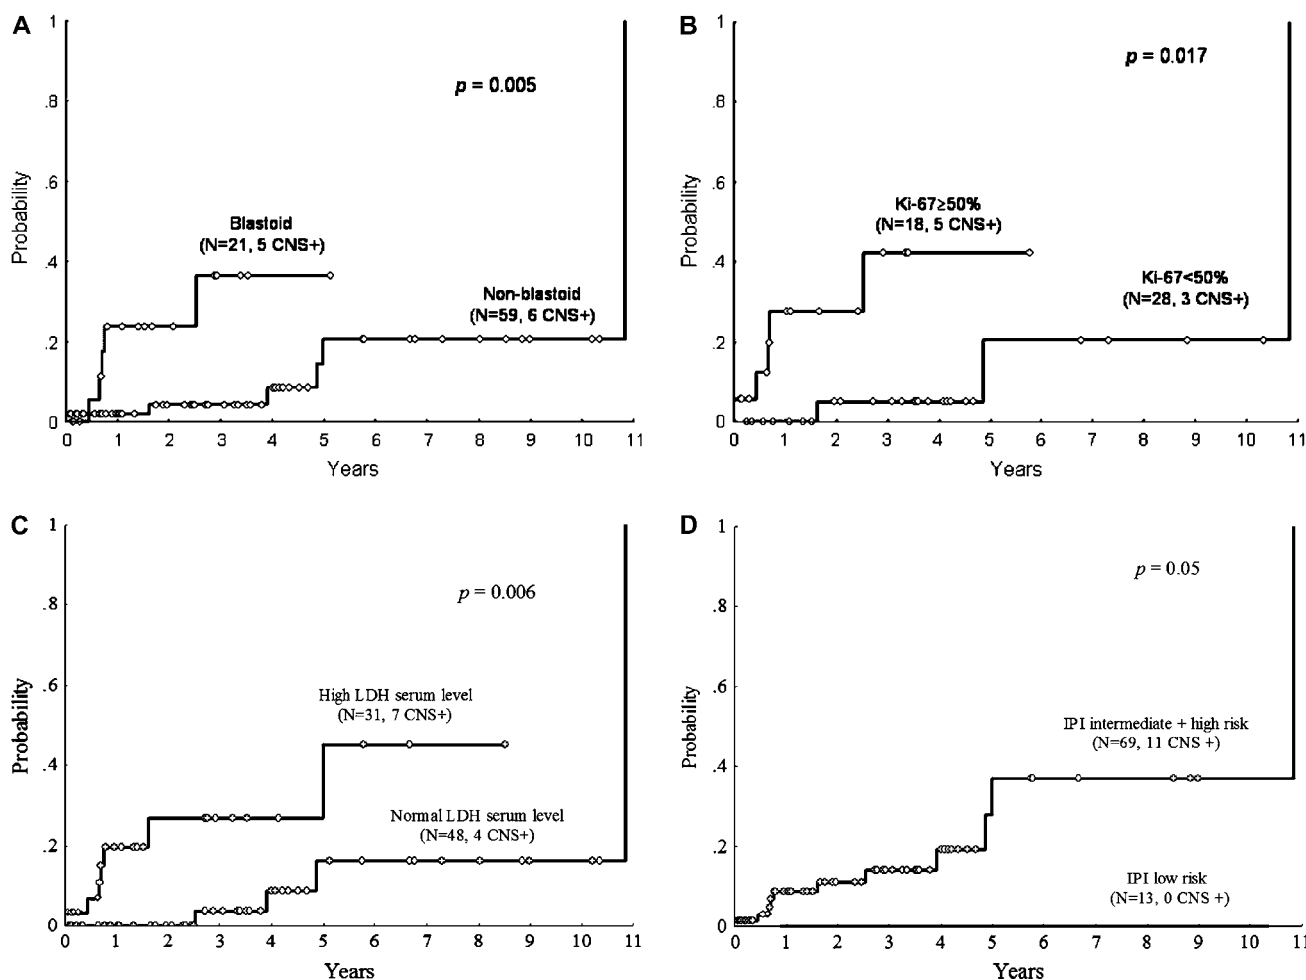 A
1
.8
.6
.4
.2
0
Probability
p = 0.005
Blastoid
(N=21, 5 CNS+)
Non-blastoid
(N=59, 6 CNS+)
0 1 2 3 4 5 6 7 8 9 10 11
Years
B
1
.8
.6
.4
.2
0
Probability
p = 0.017
Ki-67≥50%
(N=18, 5 CNS+)
Ki-67<50%
(N=28, 3 CNS+)
0 1 2 3 4 5 6 7 8 9 10 11
Years
C
1
.8
.6
.4
.2
0
Probability
p = 0.006
High LDH serum level
(N=31, 7 CNS+)
Normal LDH serum level
(N=48, 4 CNS+)
0 1 2 3 4 5 6 7 8 9 10 11
Years
D
1
.8
.6
.4
.2
0
Probability
p = 0.05
IPI intermediate + high risk
(N=69, 11 CNS +)
IPI low risk
(N=13, 0 CNS +)
0 1 2 3 4 5 6 7 8 9 10 11
Years